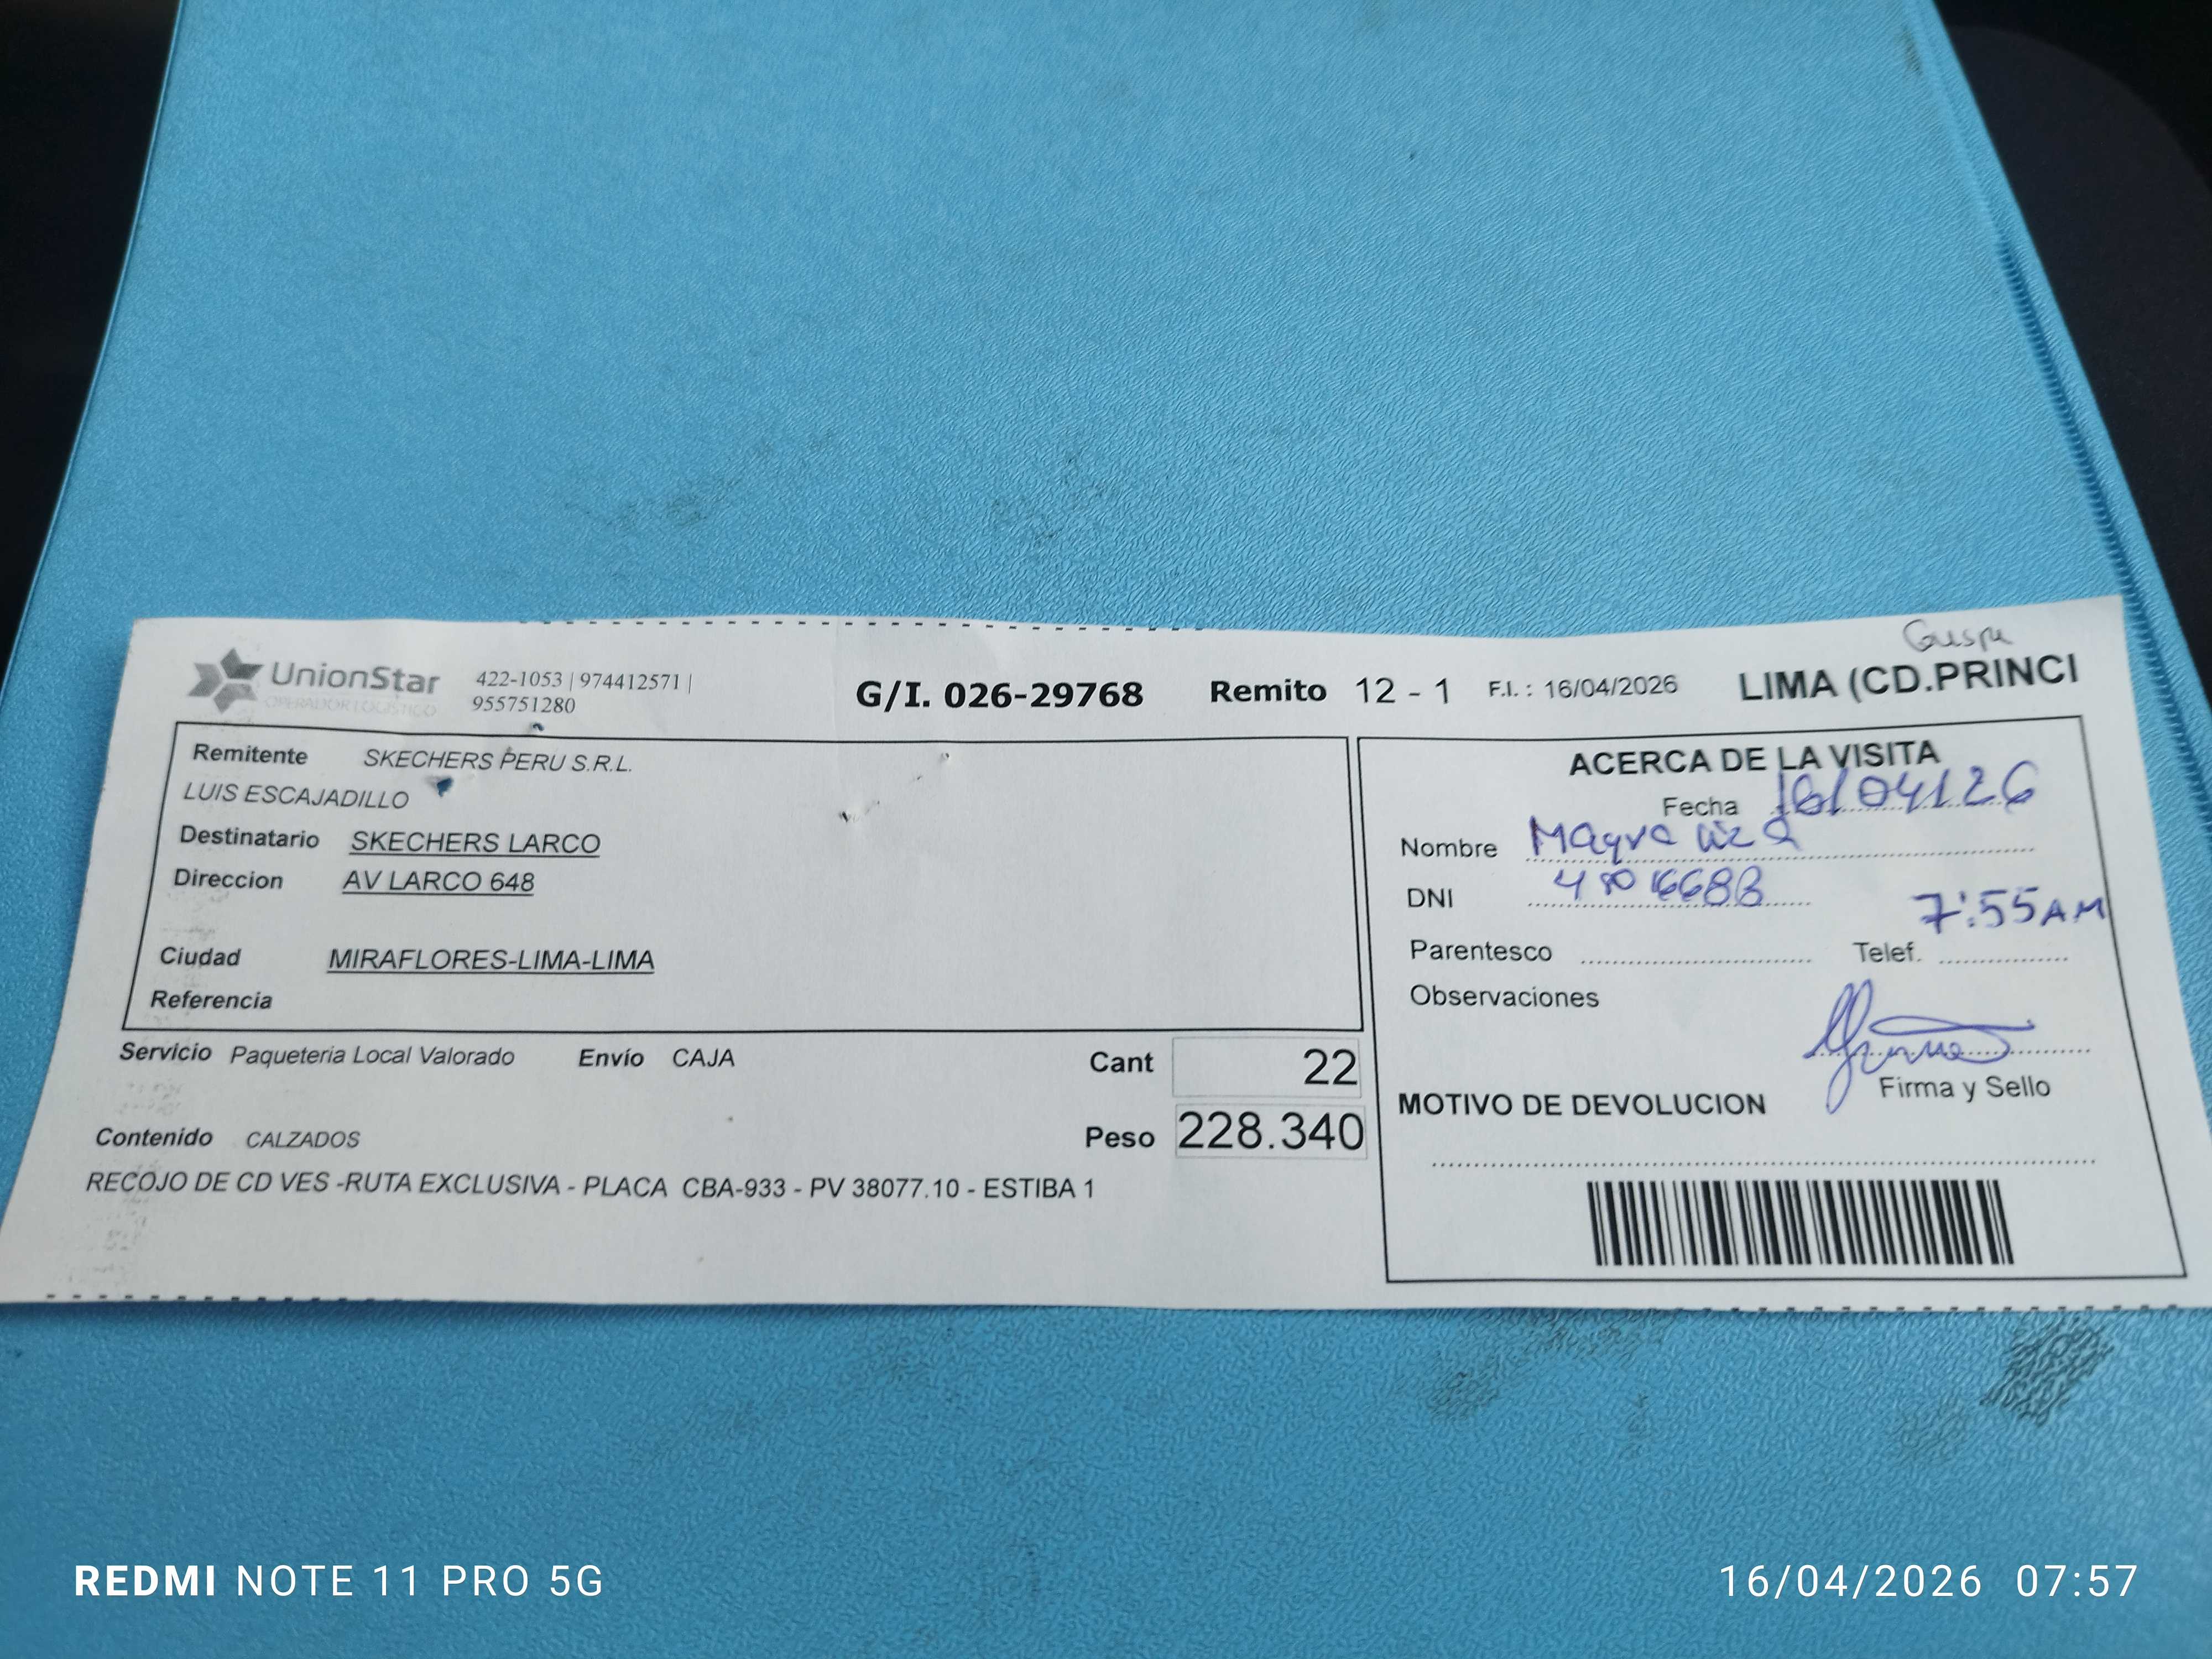 UnionStar
OPERADOR LOGISTICO
422-1053 | 974412571 |
955751280
G/I. 026-29768 Remito 12 - 1 F.I. : 16/04/2026 LIMA (CD.PRINCI
Remitente SKECHERS PERU S.R.L.
LUIS ESCAJADILLO
Destinatario SKECHERS LARCO
Direccion AV LARCO 648
Ciudad MIRAFLORES-LIMA-LIMA
Referencia
Servicio Paqueteria Local Valorado Envío CAJA Cant 22
Contenido CALZADOS Peso 228.340
RECOJO DE CD VES -RUTA EXCLUSIVA - PLACA CBA-933 - PV 38077.10 - ESTIBA 1
ACERCA DE LA VISITA
Fecha 16/04/26
Nombre
DNI
7:55 AM
Parentesco Telef.
Observaciones
Firma y Sello
MOTIVO DE DEVOLUCION
REDMI NOTE 11 PRO 5G
16/04/2026 07:57